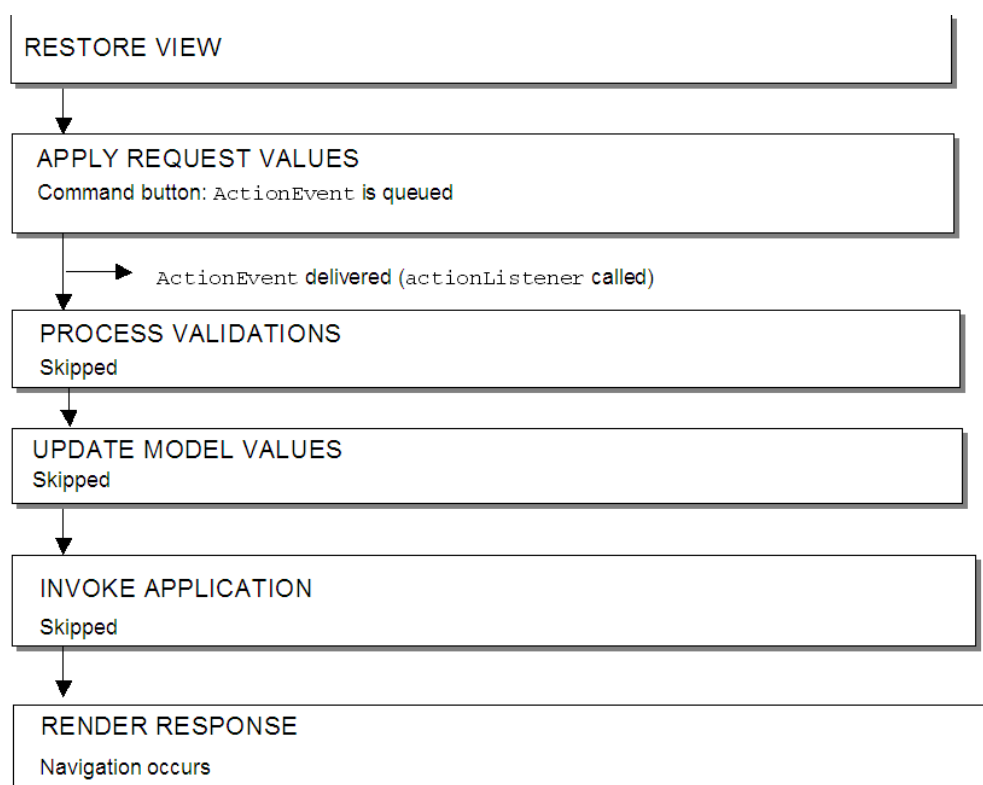 RESTORE VIEW
APPLY REQUEST VALUES
Command button: ActionEvent is queued
ActionEvent delivered (actionListener called)
PROCESS VALIDATIONS
Skipped
UPDATE MODEL VALUES
Skipped
INVOKE APPLICATION
Skipped
RENDER RESPONSE
Navigation occurs